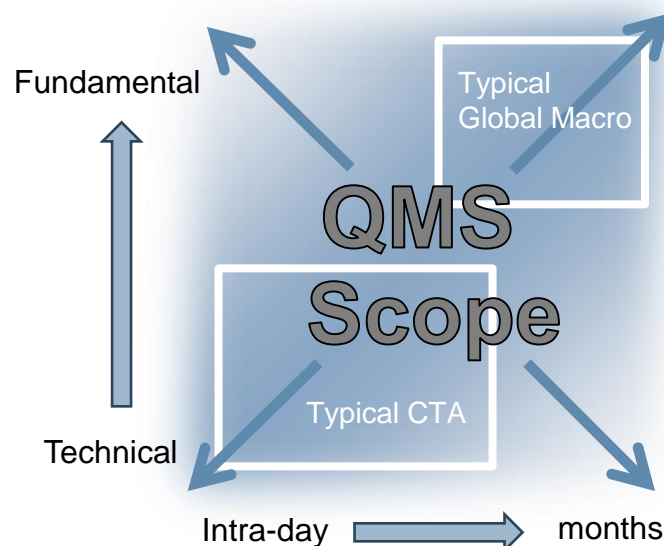 Fundamental
Typical
Global Macro
QMS
Scope
Typical CTA
Technical
Intra-day
months